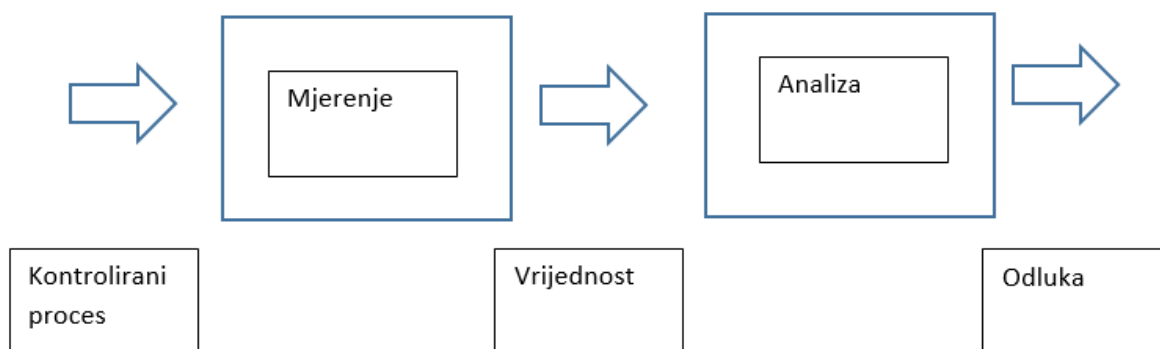 Mjerenje
Analiza
Kontrolirani
proces
Vrijednost
Odluka